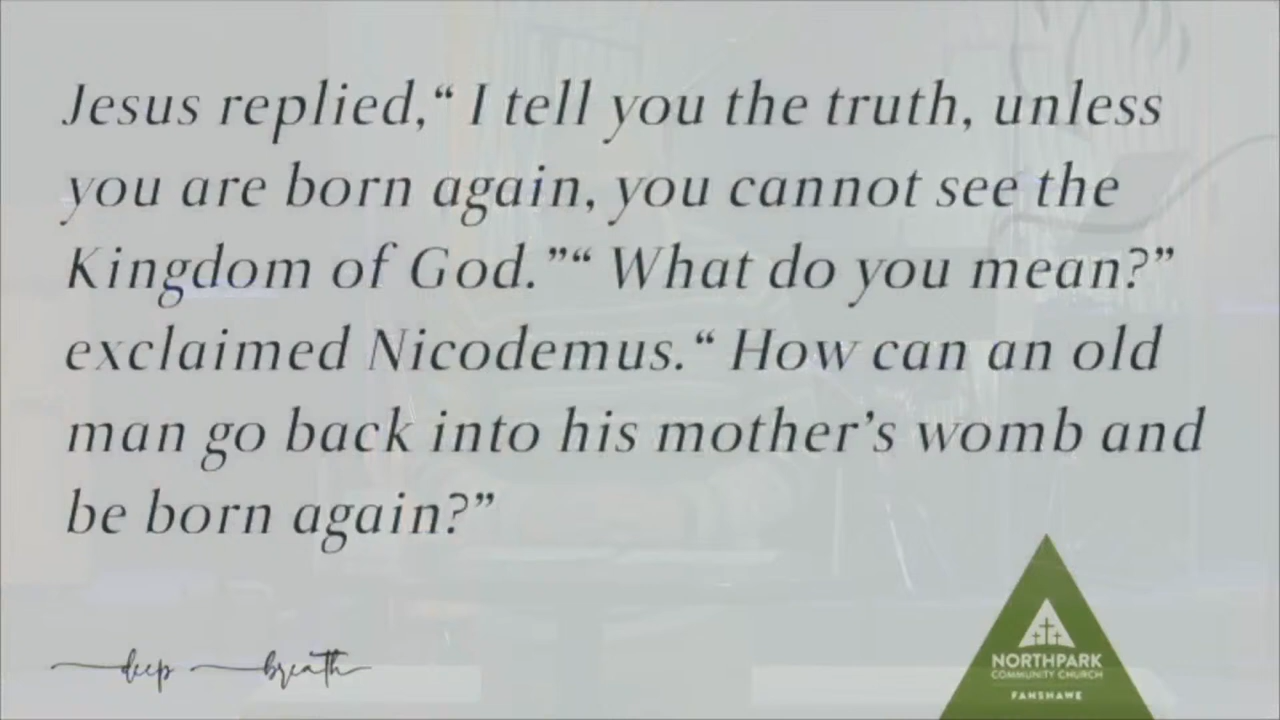 Jesus replied,“ I tell you the truth, unless
you are born again, you cannot see the
Kingdom of God.”“ What do you mean?”
exclaimed Nicodemus.“ How can an old
man go back into his mother’s womb and
be born again?”
deep breath
NORTHPARK
COMMUNITY CHURCH
FANSHAWE